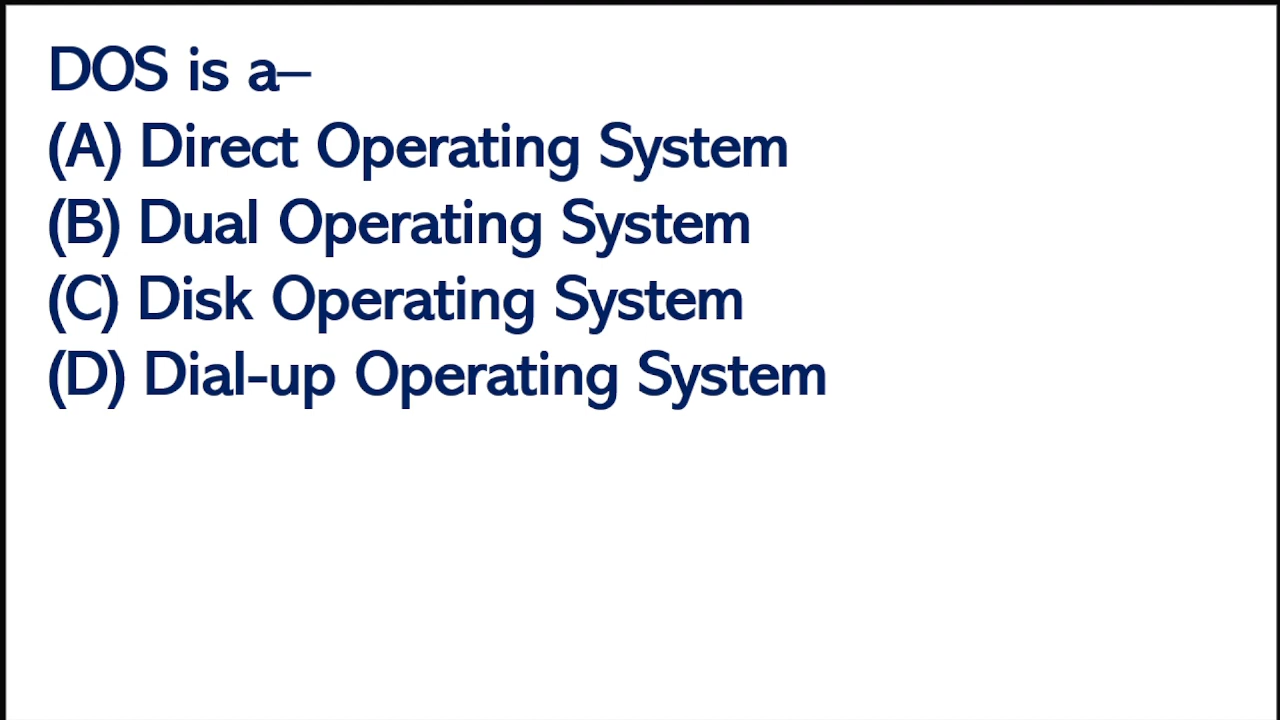 DOS is a–
(A) Direct Operating System
(B) Dual Operating System
(C) Disk Operating System
(D) Dial-up Operating System